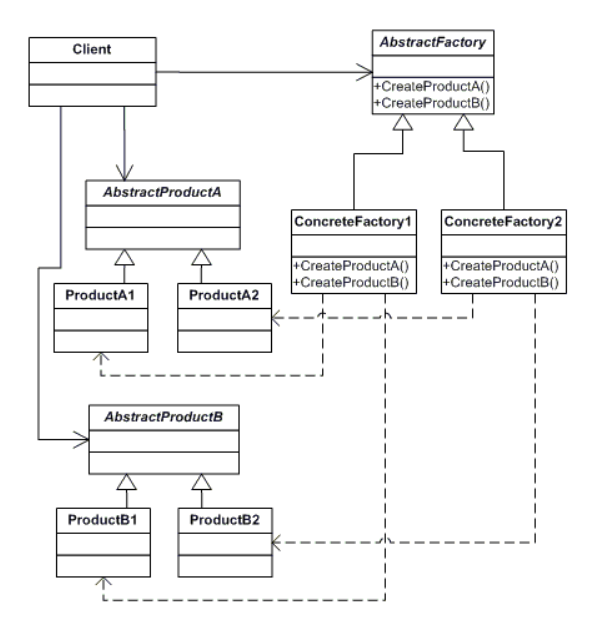 Client
AbstractFactory
+CreateProductA()
+CreateProductB()
AbstractProductA
ConcreteFactory1
+CreateProductA()
+CreateProductB()
ConcreteFactory2
+CreateProductA()
+CreateProductB()
ProductA1
ProductA2
AbstractProductB
ProductB1
ProductB2